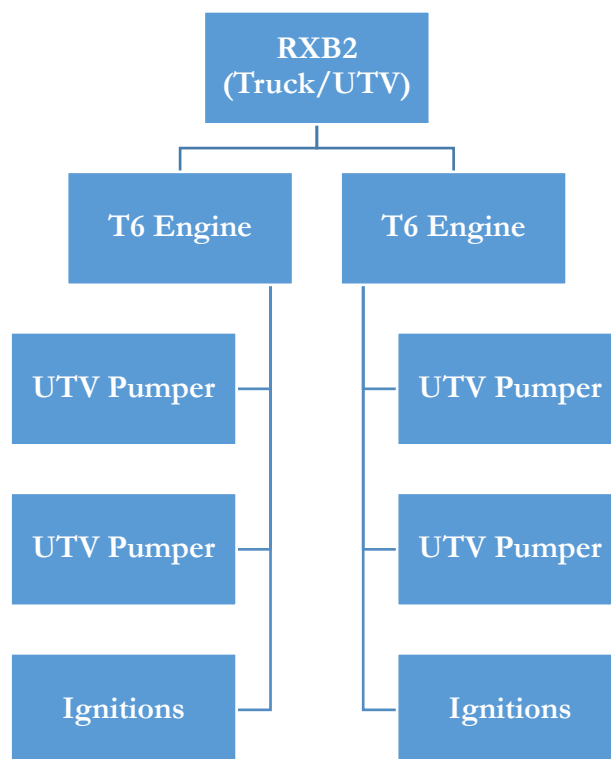 RXB2
(Truck/UTV)
T6 Engine
T6 Engine
UTV Pumper
UTV Pumper
UTV Pumper
UTV Pumper
Ignitions
Ignitions